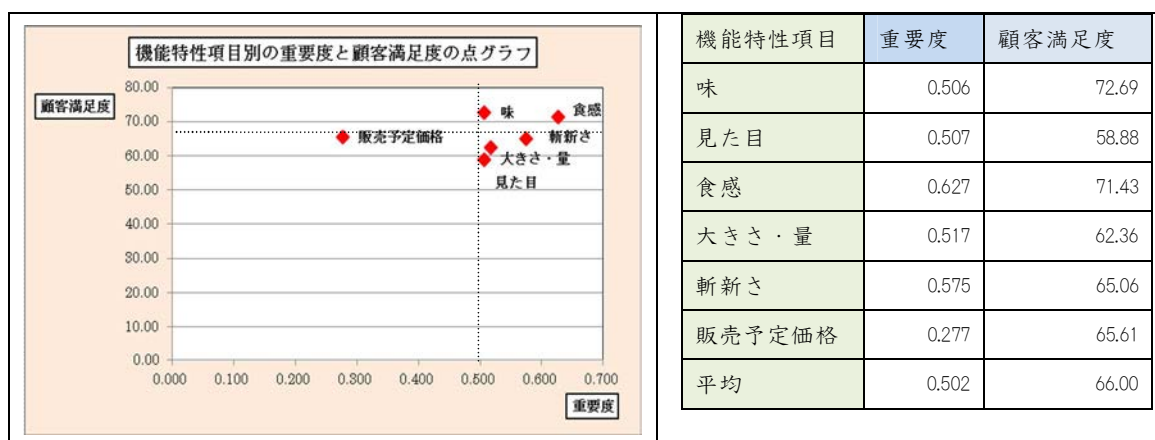 機能特性項目別の重要度と顧客満足度の点グラフ
顧客満足度
80.00
70.00
60.00
50.00
40.00
30.00
20.00
10.00
0.00
味
食感
販売予定価格
斬新さ
大きさ・量
見た目
0.000 0.100 0.200 0.300 0.400 0.500 0.600 0.700
重要度
機能特性項目 重要度 顧客満足度
味 0.506 72.69
見た目 0.507 58.88
食感 0.627 71.43
大きさ・量 0.517 62.36
斬新さ 0.575 65.06
販売予定価格 0.277 65.61
平均 0.502 66.00